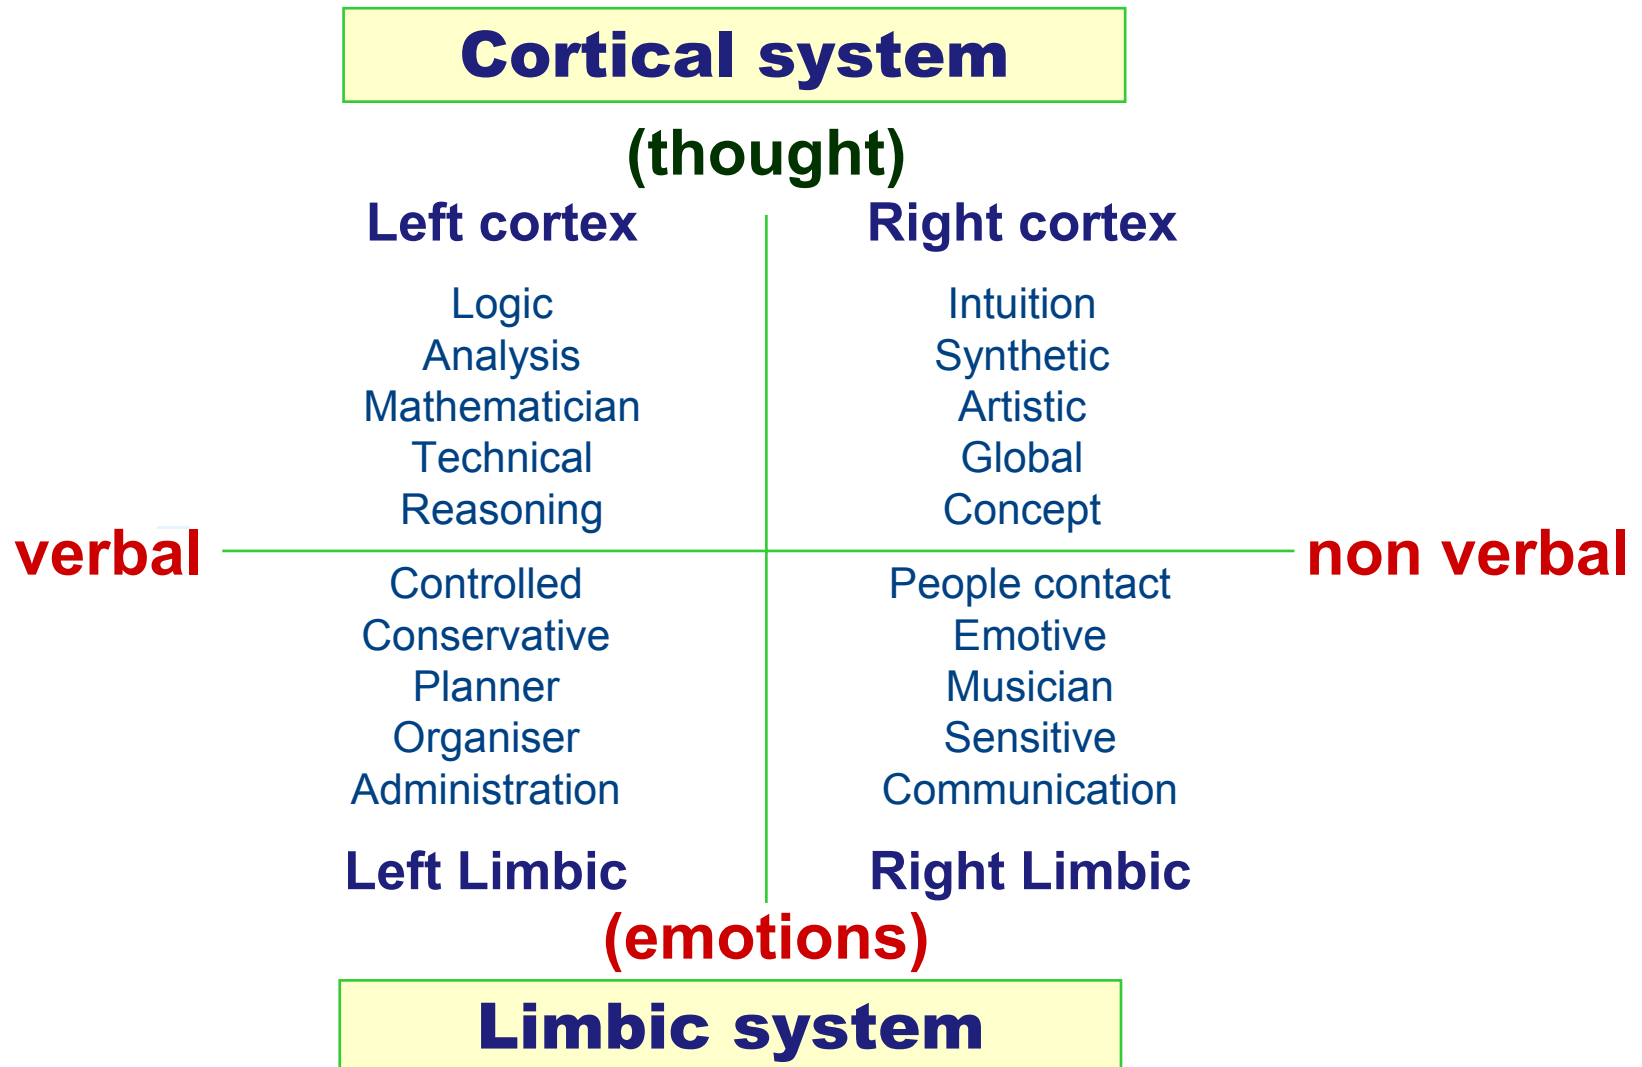 Cortical system
(thought)
Left cortex
Right cortex
Logic
Analysis
Mathematician
Technical
Reasoning
Intuition
Synthetic
Artistic
Global
Concept
verbal
non verbal
Controlled
Conservative
Planner
Organiser
Administration
People contact
Emotive
Musician
Sensitive
Communication
Left Limbic
Right Limbic
(emotions)
Limbic system